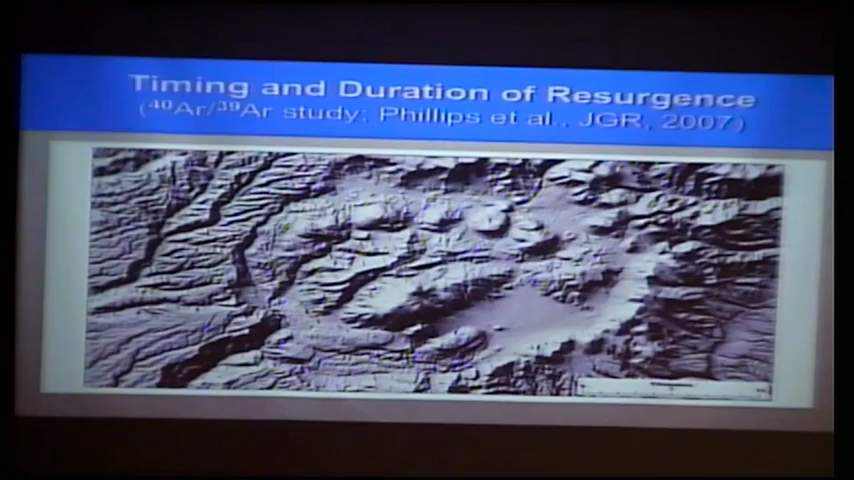 Timing and Duration of Resurgence
(⁴⁰Ar/³⁹Ar study; Phillips et al., JGR, 2007)